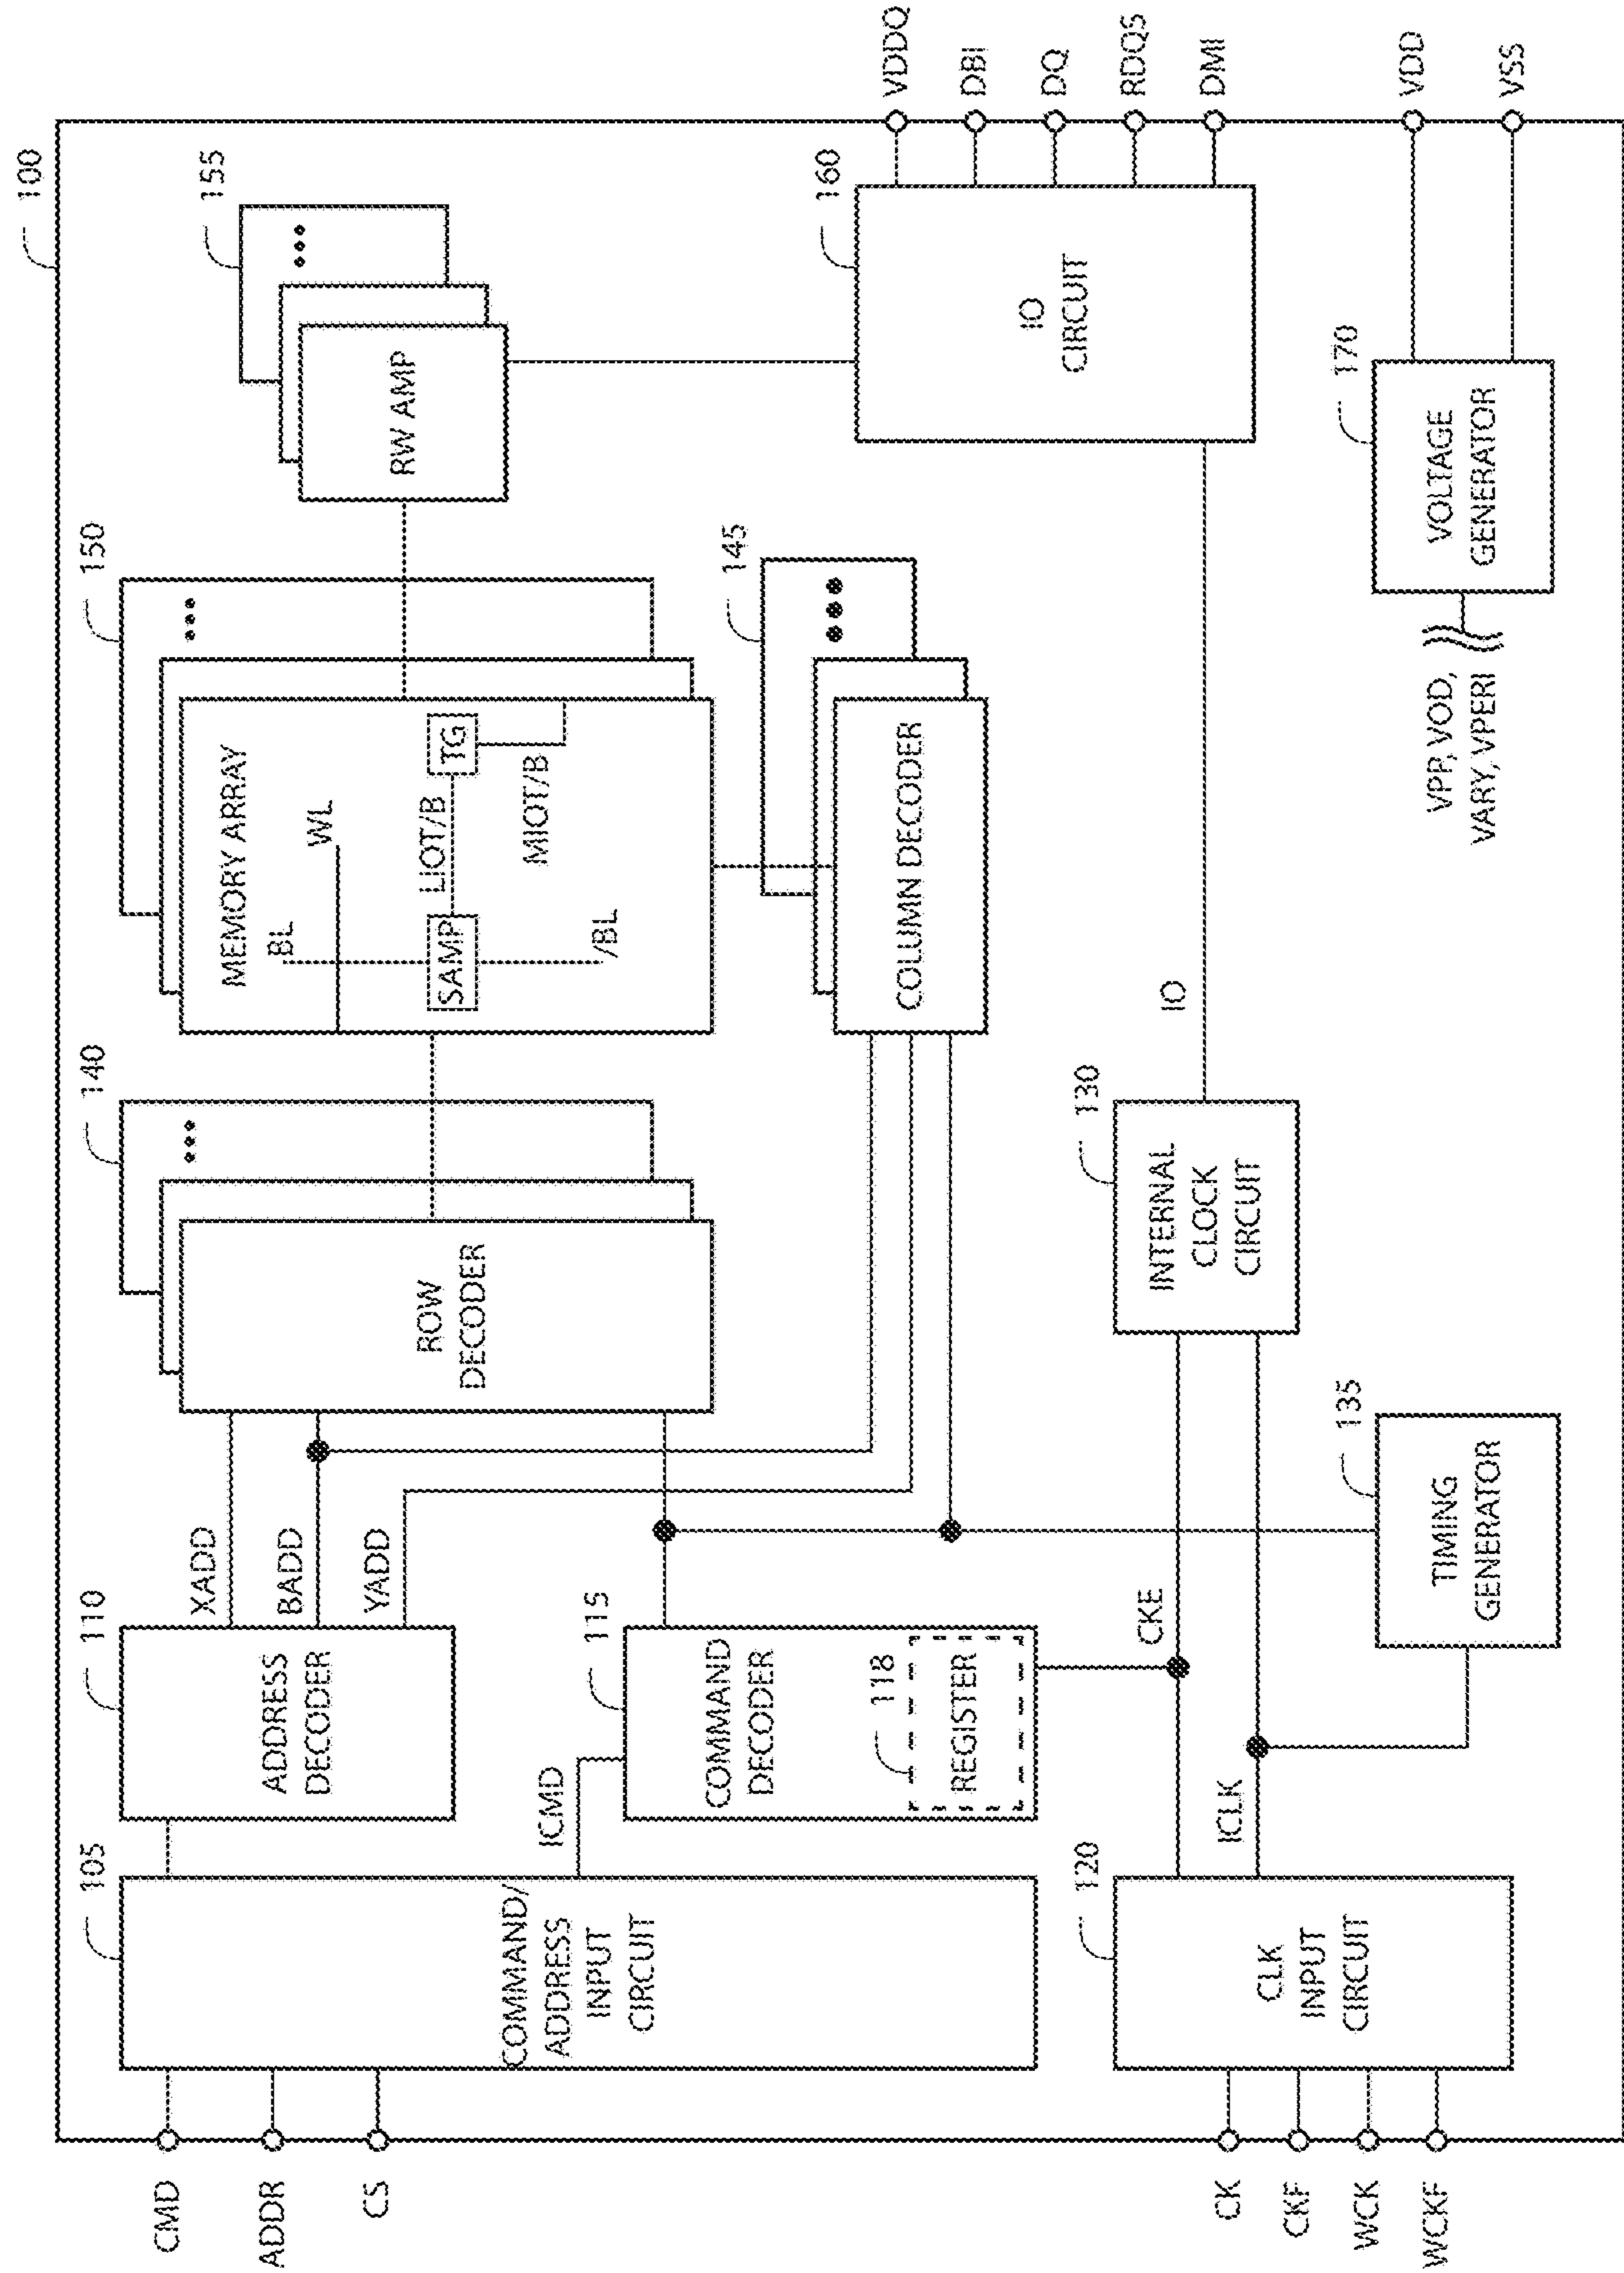 100
CMD
ADDR
CS
105
COMMAND/
ADDRESS
INPUT
CIRCUIT
110
ADDRESS
DECODER
XADD
BADD
YADD
ICMD
115
COMMAND
DECODER
118
REGISTER
140
ROW
DECODER
150
MEMORY ARRAY
BL
WL
SAMP
LIOT/B
TG
MIOT/B
/BL
155
RW AMP
145
COLUMN DECODER
CK
CKF
WCK
WCKF
120
CLK
INPUT
CIRCUIT
CKE
ICLK
130
INTERNAL
CLOCK
CIRCUIT
135
TIMING
GENERATOR
IO
160
IO
CIRCUIT
VDDQ
DBI
DQ
RDQS
DMI
170
VOLTAGE
GENERATOR
VPP, VOD,
VARY, VPERI
VDD
VSS